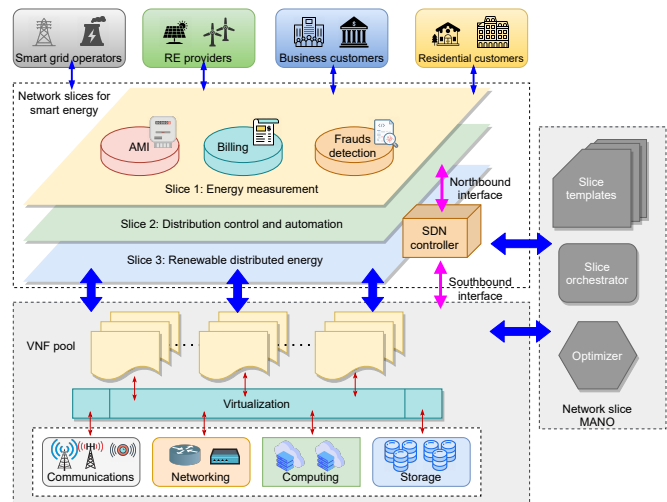 Smart grid operators
RE providers
Business customers
Residential customers
Network slices for
smart energy
AMI
Billing
Frauds
detection
Slice 1: Energy measurement
Slice 2: Distribution control and automation
Slice 3: Renewable distributed energy
Northbound
interface
SDN
controller
Southbound
interface
Slice
templates
Slice
orchestrator
Optimizer
Network slice
MANO
VNF pool
Virtualization
Communications
Networking
Computing
Storage